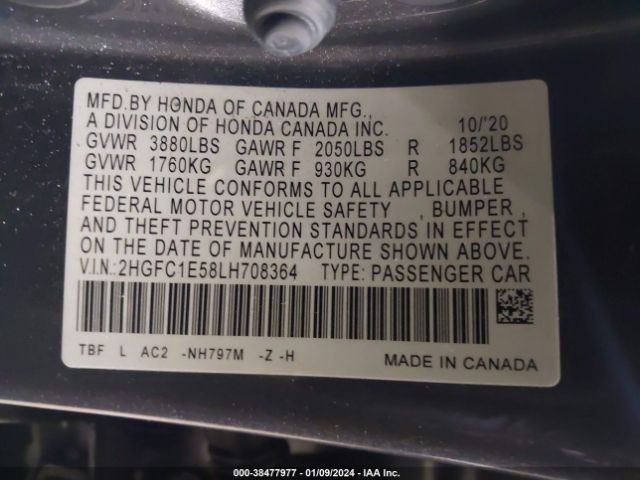 MFD.BY HONDA OF CANADA MFG.,
A DIVISION OF HONDA CANADA INC. 10/'20
GVWR 3880LBS GAWR F 2050LBS R 1852LBS
GVWR 1760KG GAWR F 930KG R 840KG
THIS VEHICLE CONFORMS TO ALL APPLICABLE
FEDERAL MOTOR VEHICLE SAFETY , BUMPER ,
AND THEFT PREVENTION STANDARDS IN EFFECT
ON THE DATE OF MANUFACTURE SHOWN ABOVE.
V.I.N.:2HGFC1E58LH708364 TYPE: PASSENGER CAR
TBF L AC2 -NH797M -Z -H MADE IN CANADA
000-38477977 - 01/09/2024 - IAA Inc.